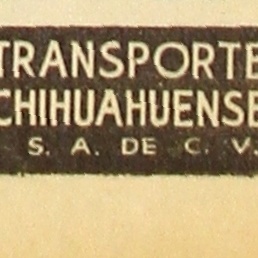 TRANSPORTE
CHIHUAHUENSE
S. A. DE C. V.